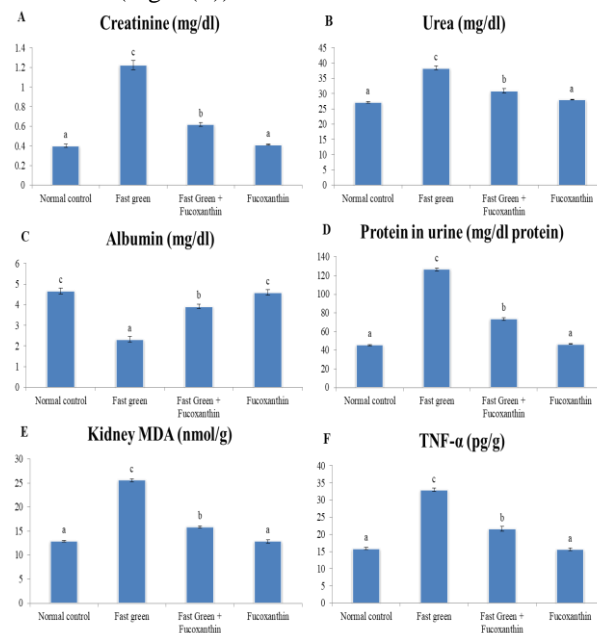 A
Creatinine (mg/dl)
1.4
1.2
1
0.8
0.6
0.4
0.2
0
a
c
b
a
Normal control
Fast green
Fast Green +
Fucoxanthin
Fucoxanthin
B
Urea (mg/dl)
45
40
35
30
25
20
15
10
5
0
a
c
b
a
Normal control
Fast green
Fast Green +
Fucoxanthin
Fucoxanthin
C
Albumin (mg/dl)
6
5
4
3
2
1
0
c
a
b
c
Normal control
Fast green
Fast Green +
Fucoxanthin
Fucoxanthin
D
Protein in urine (mg/dl protein)
140
120
100
80
60
40
20
0
a
c
b
a
Normal control
Fast green
Fast Green +
Fucoxanthin
Fucoxanthin
E
Kidney MDA (nmol/g)
30
25
20
15
10
5
0
a
c
b
a
Normal control
Fast green
Fast Green +
Fucoxanthin
Fucoxanthin
F
TNF-α (pg/g)
40
35
30
25
20
15
10
5
0
a
c
b
a
Normal control
Fast green
Fast Green +
Fucoxanthin
Fucoxanthin